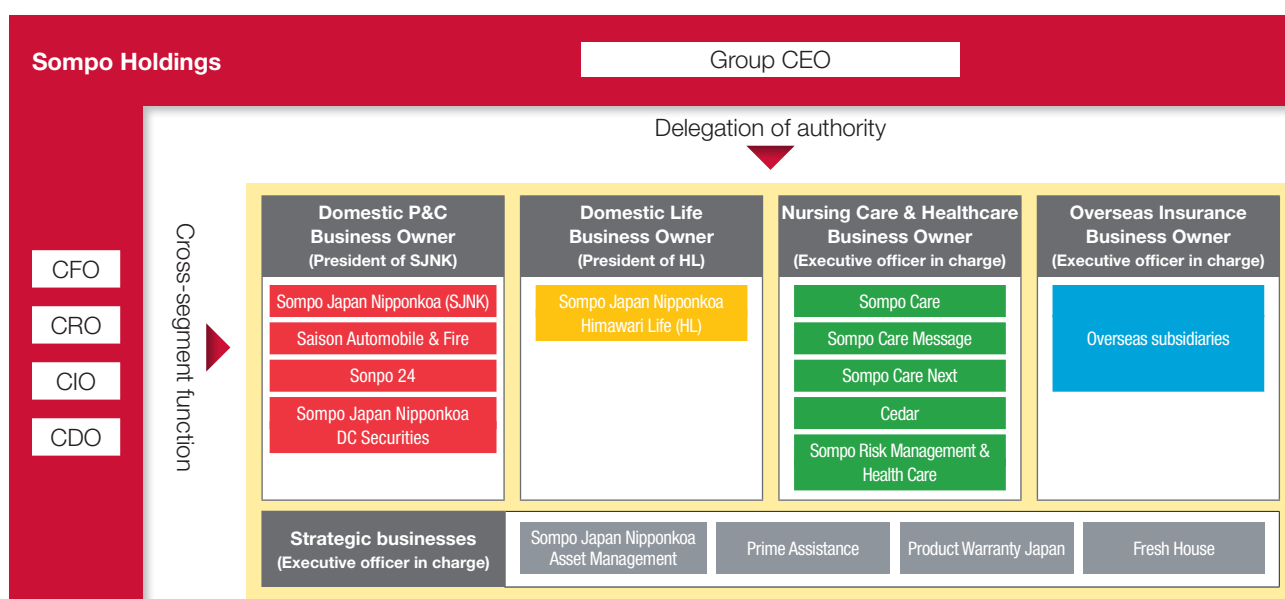 Sompo Holdings
Group CEO
Delegation of authority
Cross-segment function
CFO
CRO
CIO
CDO
Domestic P&C
Business Owner
(President of SJNK)
Sompo Japan Nipponkoa (SJNK)
Saison Automobile & Fire
Sonpo 24
Sompo Japan Nipponkoa
DC Securities
Domestic Life
Business Owner
(President of HL)
Sompo Japan Nipponkoa
Himawari Life (HL)
Nursing Care & Healthcare
Business Owner
(Executive officer in charge)
Sompo Care
Sompo Care Message
Sompo Care Next
Cedar
Sompo Risk Management &
Health Care
Overseas Insurance
Business Owner
(Executive officer in charge)
Overseas subsidiaries
Strategic businesses
(Executive officer in charge)
Sompo Japan Nipponkoa
Asset Management
Prime Assistance
Product Warranty Japan
Fresh House